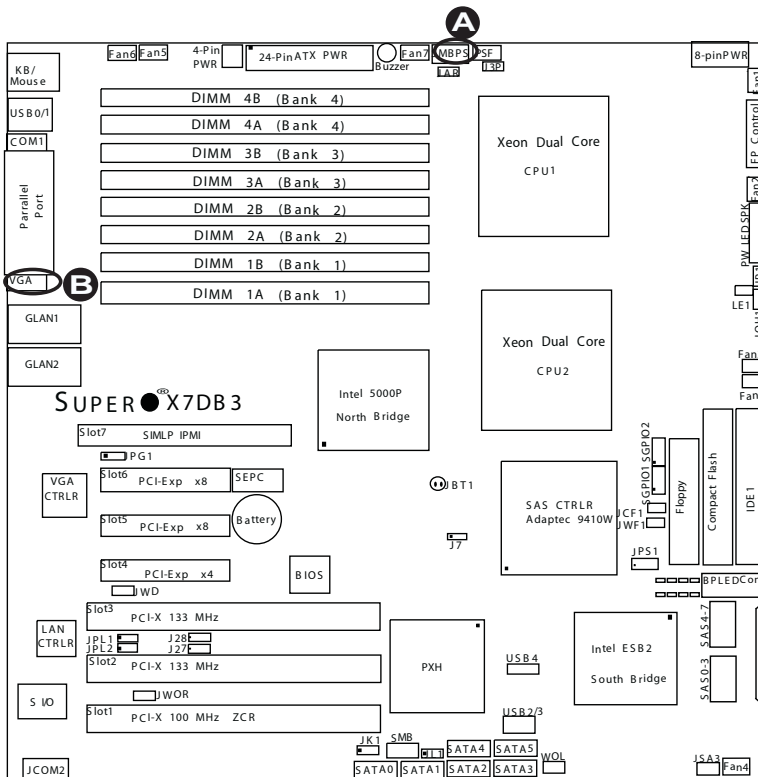 A
Fan6 Fan5
4-Pin
PWR
24-PinATX PWR
Buzzer
Fan7
MBPS
PSF
JAR
J3P
8-pinPWR
KB/
Mouse
USB0/1
COM1
Parrallel
Port
VGA
B
GLAN1
GLAN2
DIMM 4B (Bank 4)
DIMM 4A (Bank 4)
DIMM 3B (Bank 3)
DIMM 3A (Bank 3)
DIMM 2B (Bank 2)
DIMM 2A (Bank 2)
DIMM 1B (Bank 1)
DIMM 1A (Bank 1)
Xeon Dual Core
CPU1
Fan1
FP Control
Fan2
PW LED SPK
LE1
Xeon Dual Core
CPU2
Fan
Fan
Intel 5000P
North Bridge
SUPER ® X7DB3
Slot7
SIMLP IPMI
JPG1
Slot6
PCI-Exp x8
SEPC
VGA
CTRLR
Slot5
PCI-Exp x8
Battery
Slot4
PCI-Exp x4
BIOS
JWD
JBT1
J7
SAS CTRLR
Adaptec 9410W
SGPIO1 SGPIO2
JCF1
JWF1
JPS1
Floppy
Compact Flash
IDE1
BPLEDCon
Slot3
PCI-X 133 MHz
LAN
CTRLR
JPL1
JPL2
J28
J27
Slot2
PCI-X 133 MHz
S I/O
JWOR
Slot1
PCI-X 100 MHz ZCR
PXH
USB4
Intel ESB2
South Bridge
SAS4-7
SAS0-3
USB2/3
JCOM2
JK1
SMB
JL1
SATA4
SATA5
WOL
SATA0
SATA1
SATA2
SATA3
JSA3
Fan4